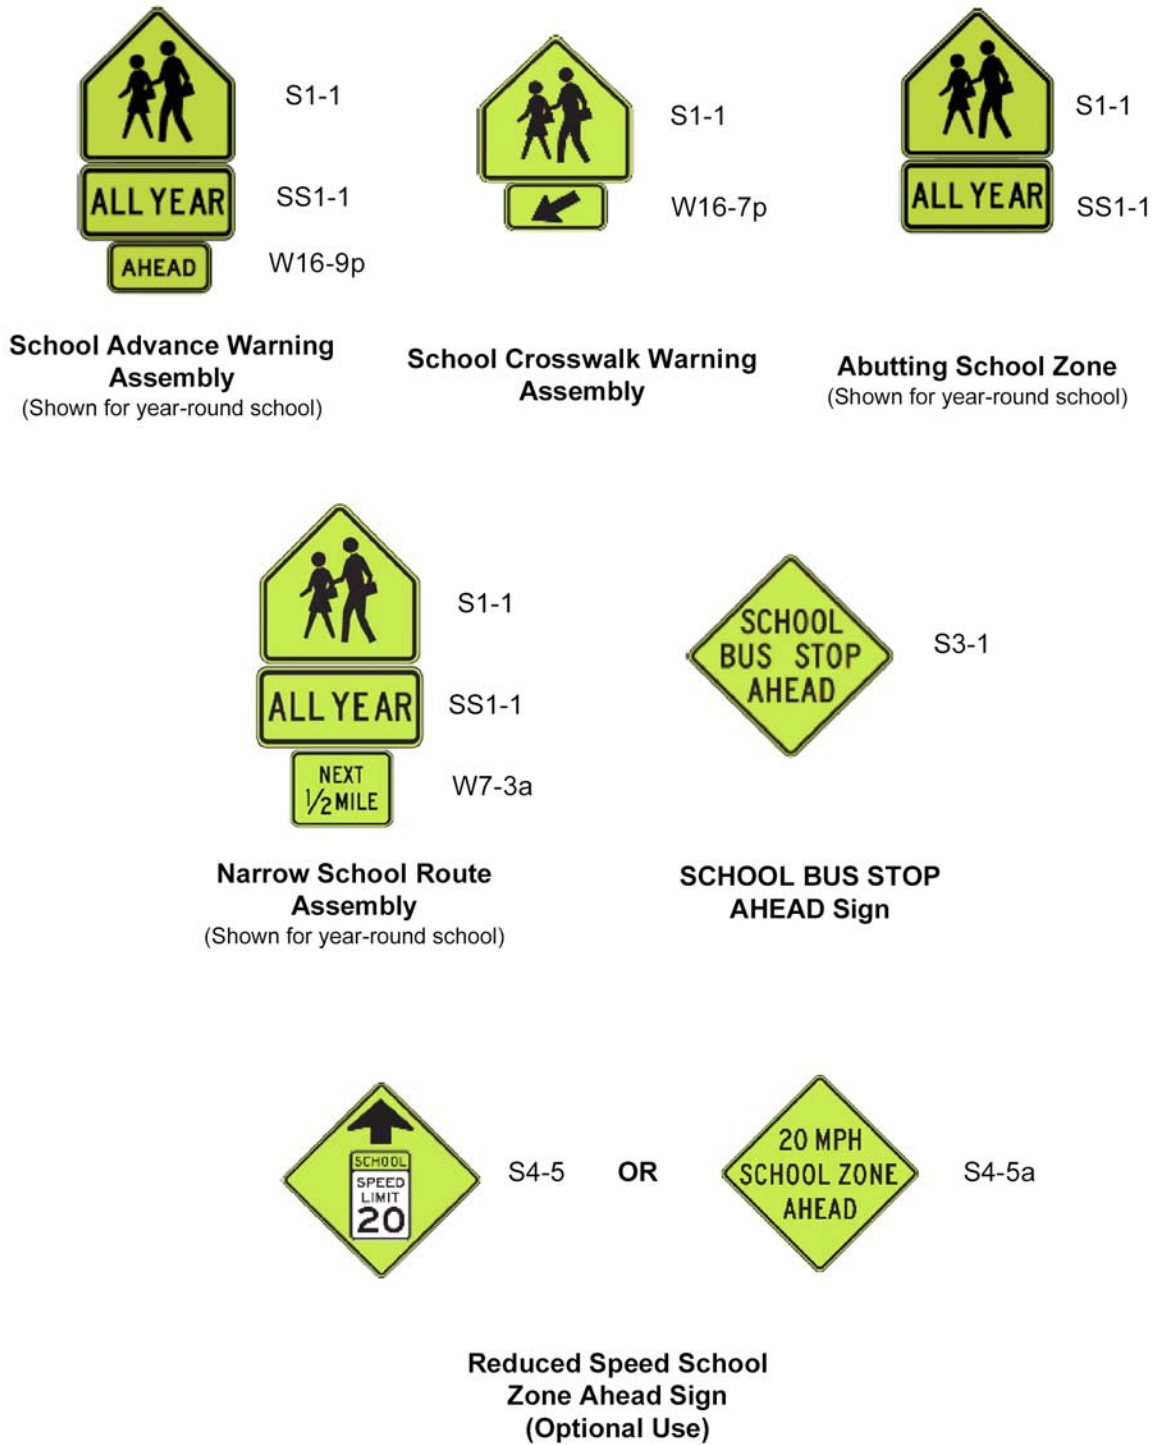 S1-1
ALL YEAR
SS1-1
AHEAD
W16-9p
School Advance Warning
Assembly
(Shown for year-round school)
S1-1
W16-7p
School Crosswalk Warning
Assembly
S1-1
ALL YEAR
SS1-1
Abutting School Zone
(Shown for year-round school)
S1-1
ALL YEAR
SS1-1
NEXT
1/2 MILE
W7-3a
Narrow School Route
Assembly
(Shown for year-round school)
SCHOOL
BUS STOP
AHEAD
S3-1
SCHOOL BUS STOP
AHEAD Sign
SCHOOL
SPEED
LIMIT
20
S4-5
OR
20 MPH
SCHOOL ZONE
AHEAD
S4-5a
Reduced Speed School
Zone Ahead Sign
(Optional Use)